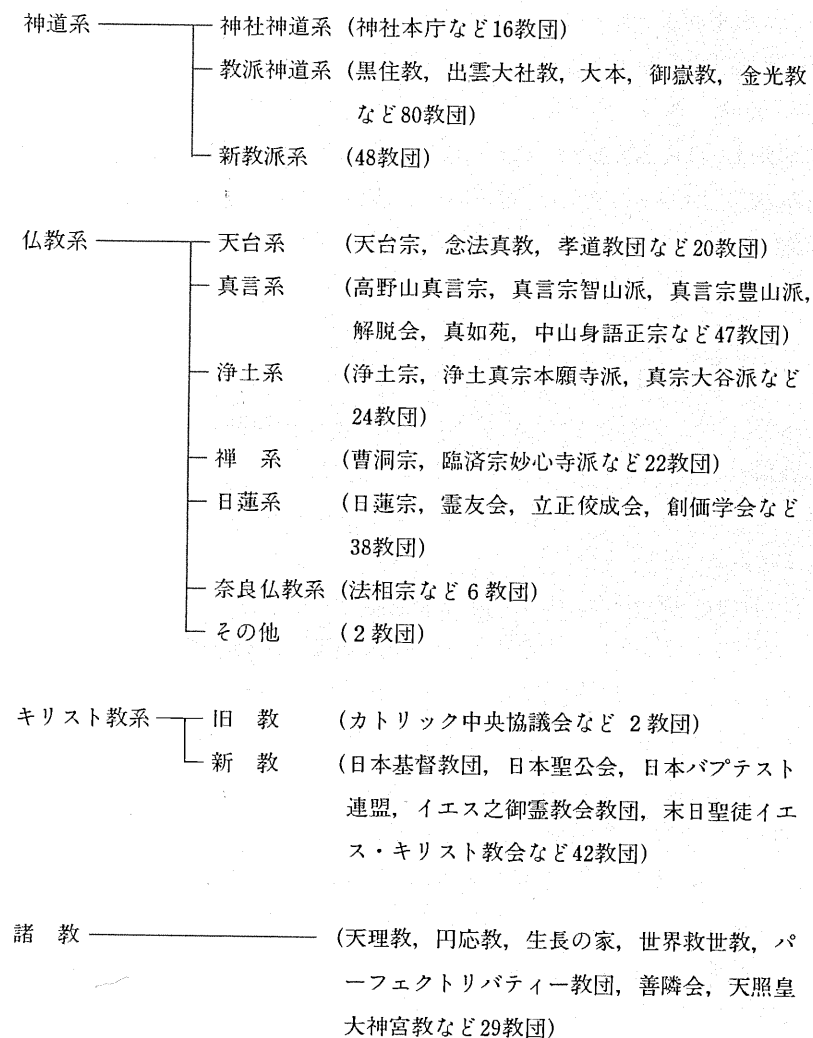 神道系 神社神道系 (神社本庁など16教団)
教派神道系 (黒住教，出雲大社教，大本，御嶽教，金光教
など80教団)
新教派系 (48教団)
仏教系 天台系 (天台宗，念法真教，孝道教団など20教団)
真言系 (高野山真言宗，真言宗智山派，真言宗豊山派，
解脱会，真如苑，中山身語正宗など47教団)
浄土系 (浄土宗，浄土真宗本願寺派，真宗大谷派など
24教団)
禅 系 (曹洞宗，臨済宗妙心寺派など22教団)
日蓮系 (日蓮宗，霊友会，立正佼成会，創価学会など
38教団)
奈良仏教系 (法相宗など 6 教団)
その他 (2 教団)
キリスト教系 旧 教 (カトリック中央協議会など 2 教団)
新 教 (日本基督教団，日本聖公会，日本バプテスト
連盟，イエス之御霊教会教団，末日聖徒イエ
ス・キリスト教会など42教団)
諸 教 (天理教，円応教，生長の家，世界救世教，パ
ーフェクトリバティー教団，善隣会，天照皇
大神宮教など29教団)